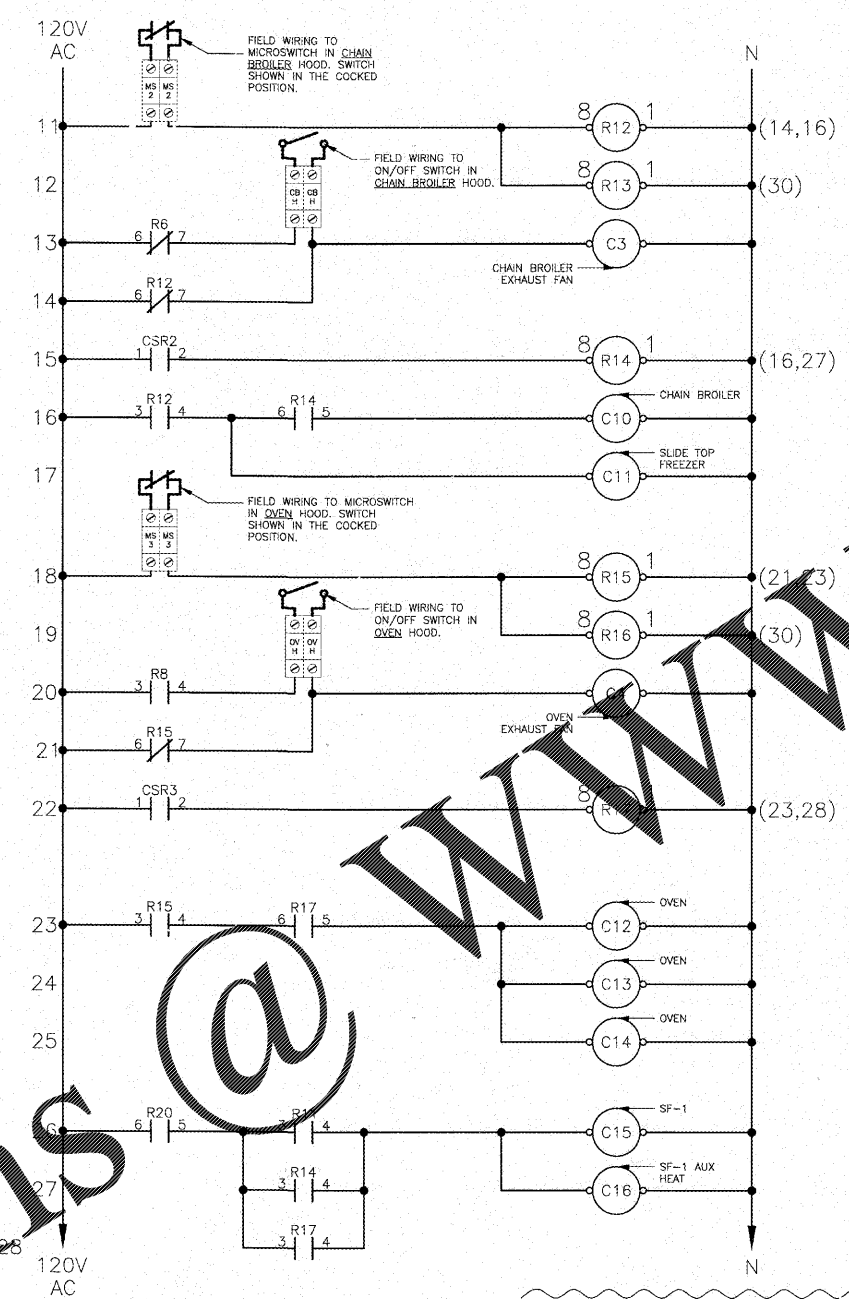 120V
AC
N
FIELD WIRING TO
MICROSWITCH IN CHAIN
BROILER HOOD. SWITCH
SHOWN IN THE COCKED
POSITION.
MS MS
2 2
11
8 R12 1
(14,16)
FIELD WIRING TO
ON/OFF SWITCH IN
CHAIN BROILER HOOD.
12
CB CB
H H
8 R13 1
(30)
13
R6
6 7
C3
CHAIN BROILER
EXHAUST FAN
14
R12
6 7
15
CSR2
1 2
8 R14 1
(16,27)
16
R12
3 4
R14
6 5
C10
CHAIN BROILER
17
C11
SLIDE TOP
FREEZER
FIELD WIRING TO MICROSWITCH
IN OVEN HOOD. SWITCH
SHOWN IN THE COCKED
POSITION.
MS MS
3 3
18
8 R15 1
(21,23)
FIELD WIRING TO
ON/OFF SWITCH IN
OVEN HOOD.
19
OV OV
H H
8 R16 1
(30)
20
R8
3 4
OVEN
EXHAUST FAN
21
R15
6 7
22
CSR3
1 2
8 1
(23,28)
23
R15
3 4
R17
6 5
C12
OVEN
24
C13
OVEN
25
C14
OVEN
26
R20
6 5
3 4
C15
SF-1
27
R14
3 4
C16
SF-1 AUX
HEAT
R17
3 4
28
120V
AC
N
s @ WWW